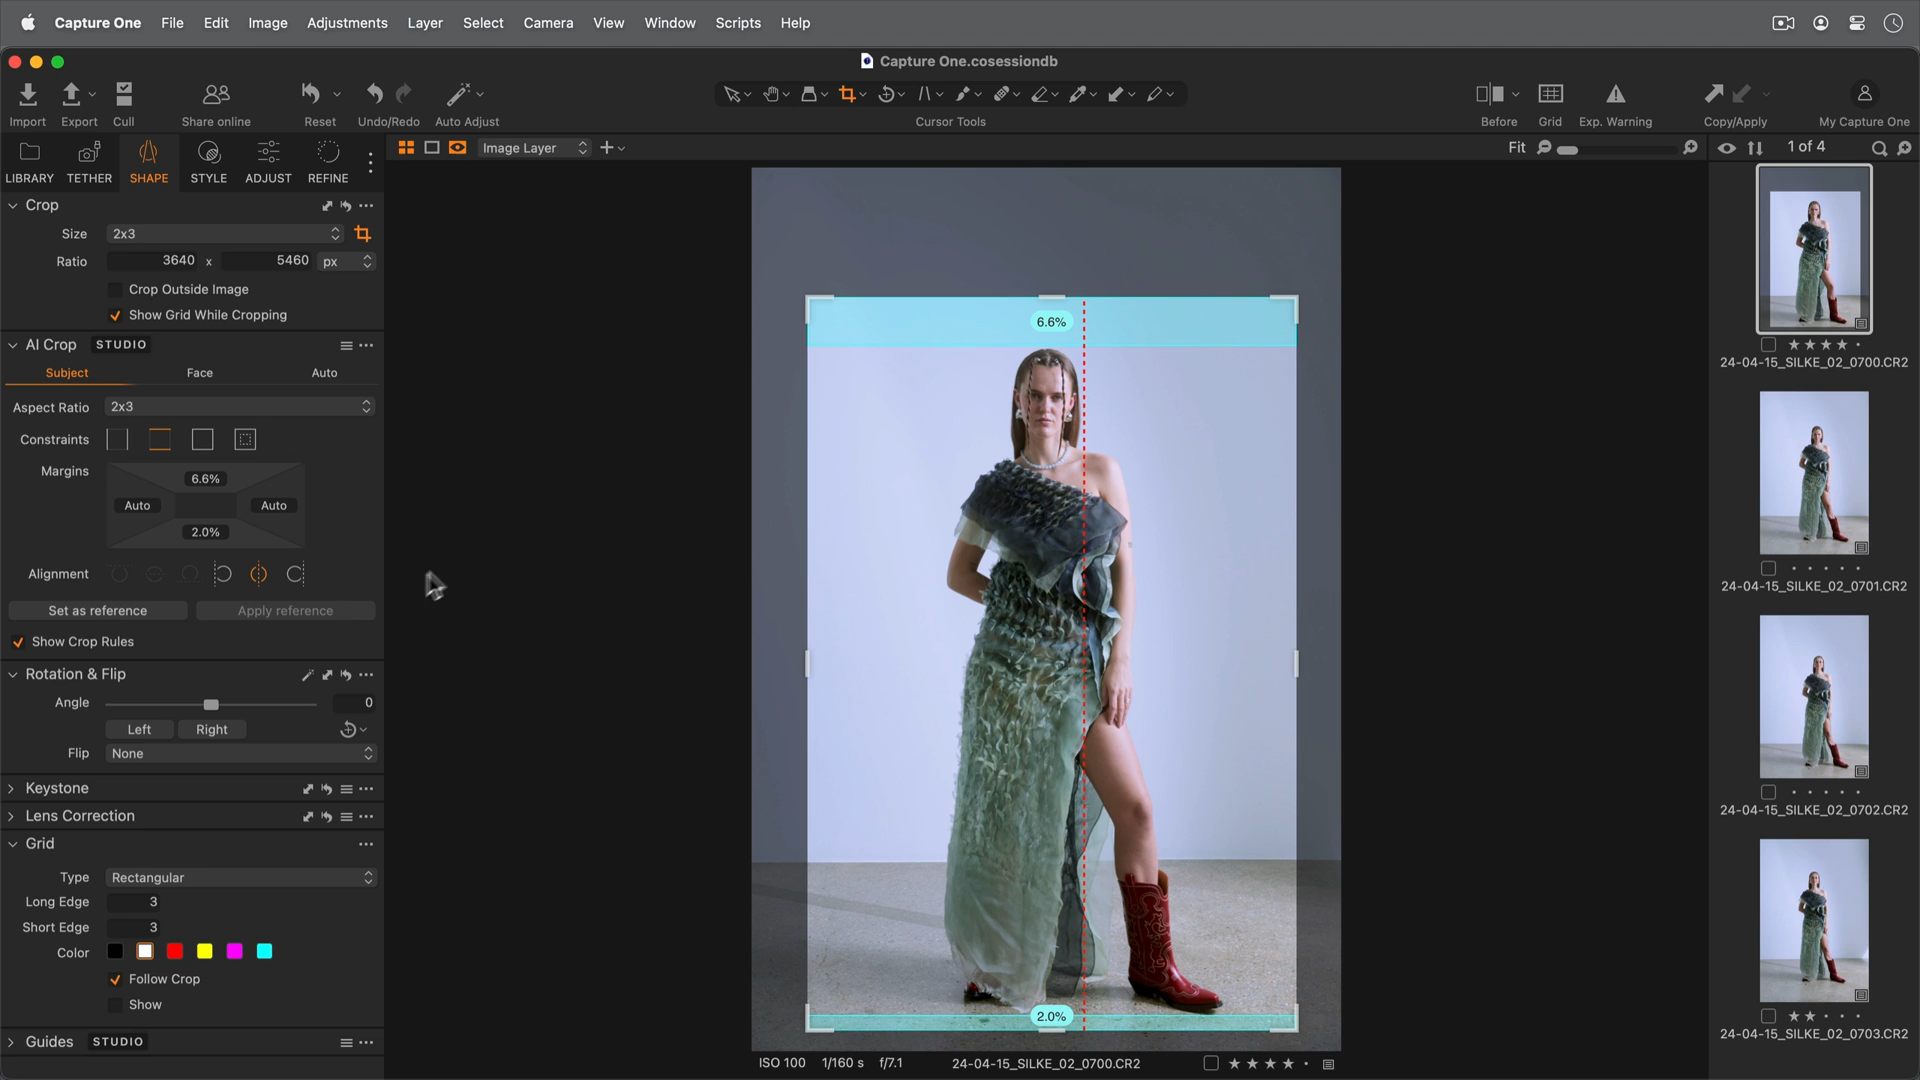 Capture One File Edit Image Adjustments Layer Select Camera View Window Scripts Help
Capture One.cosessiondb
Import Export Cull Share online Reset Undo/Redo Auto Adjust Cursor Tools Before Grid Exp. Warning Copy/Apply My Capture One
LIBRARY TETHER SHAPE STYLE ADJUST REFINE
Image Layer
Fit
1 of 4
Crop
Size 2x3
Ratio 3640 x 5460 px
Crop Outside Image
Show Grid While Cropping
AI Crop STUDIO
Subject Face Auto
Aspect Ratio 2x3
Constraints
Margins
6.6%
Auto Auto
2.0%
Alignment
Set as reference Apply reference
Show Crop Rules
Rotation & Flip
Angle 0
Left Right
Flip None
Keystone
Lens Correction
Grid
Type Rectangular
Long Edge 3
Short Edge 3
Color
Follow Crop
Show
Guides STUDIO
6.6%
2.0%
ISO 100 1/160 s f/7.1 24-04-15_SILKE_02_0700.CR2
24-04-15_SILKE_02_0700.CR2
24-04-15_SILKE_02_0701.CR2
24-04-15_SILKE_02_0702.CR2
24-04-15_SILKE_02_0703.CR2